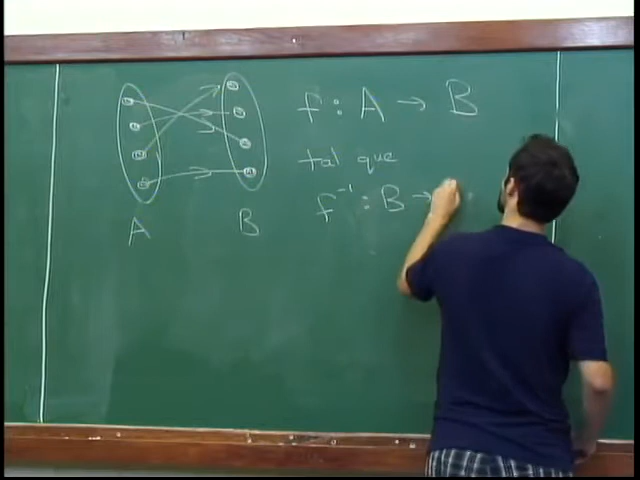 f : A → B
tal que
f⁻¹ : B →
A B